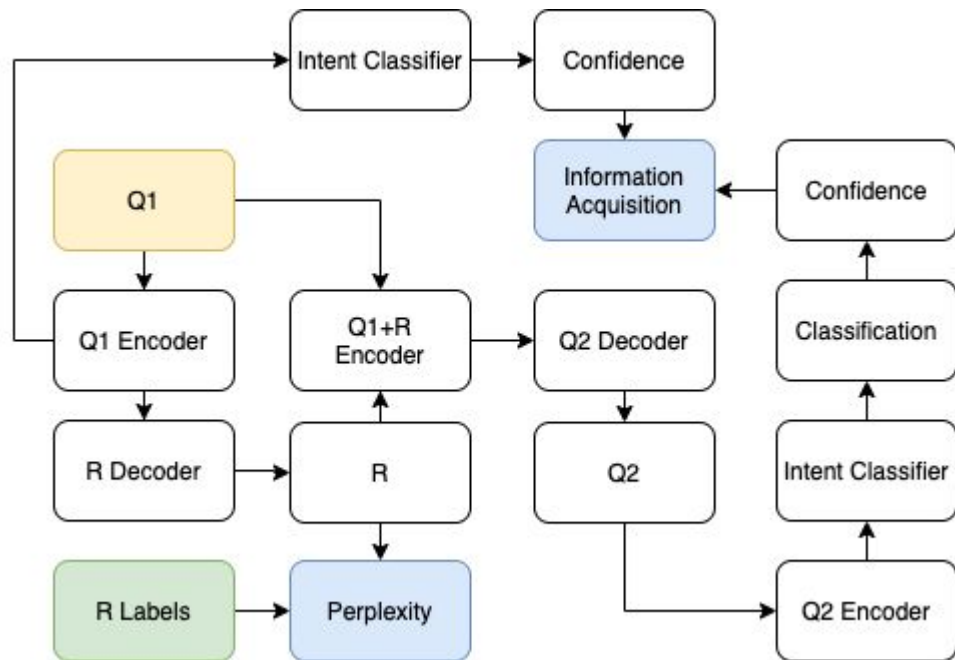 Intent Classifier
Confidence
Information
Acquisition
Confidence
Q1
Q1 Encoder
Q1+R
Encoder
Q2 Decoder
Classification
R Decoder
R
Q2
Intent Classifier
R Labels
Perplexity
Q2 Encoder